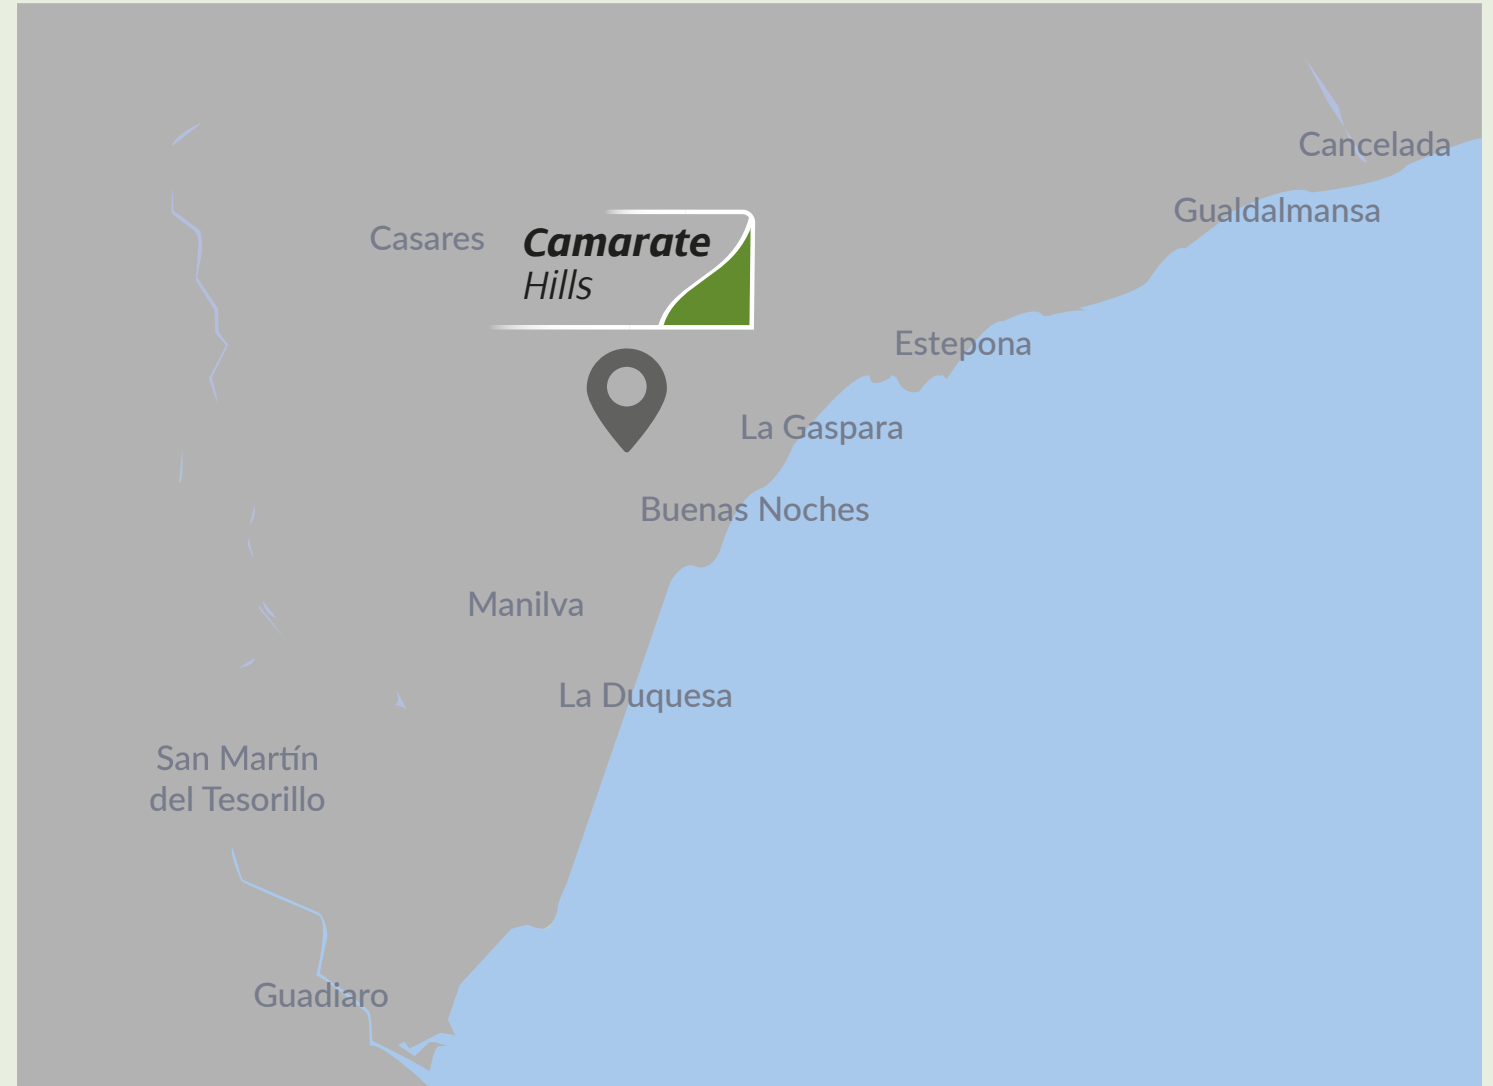 Cancelada
Gualdalmansa
Casares
Camarate
Hills
Estepona
La Gaspara
Buenas Noches
Manilva
La Duquesa
San Martín
del Tesorillo
Guadiaro